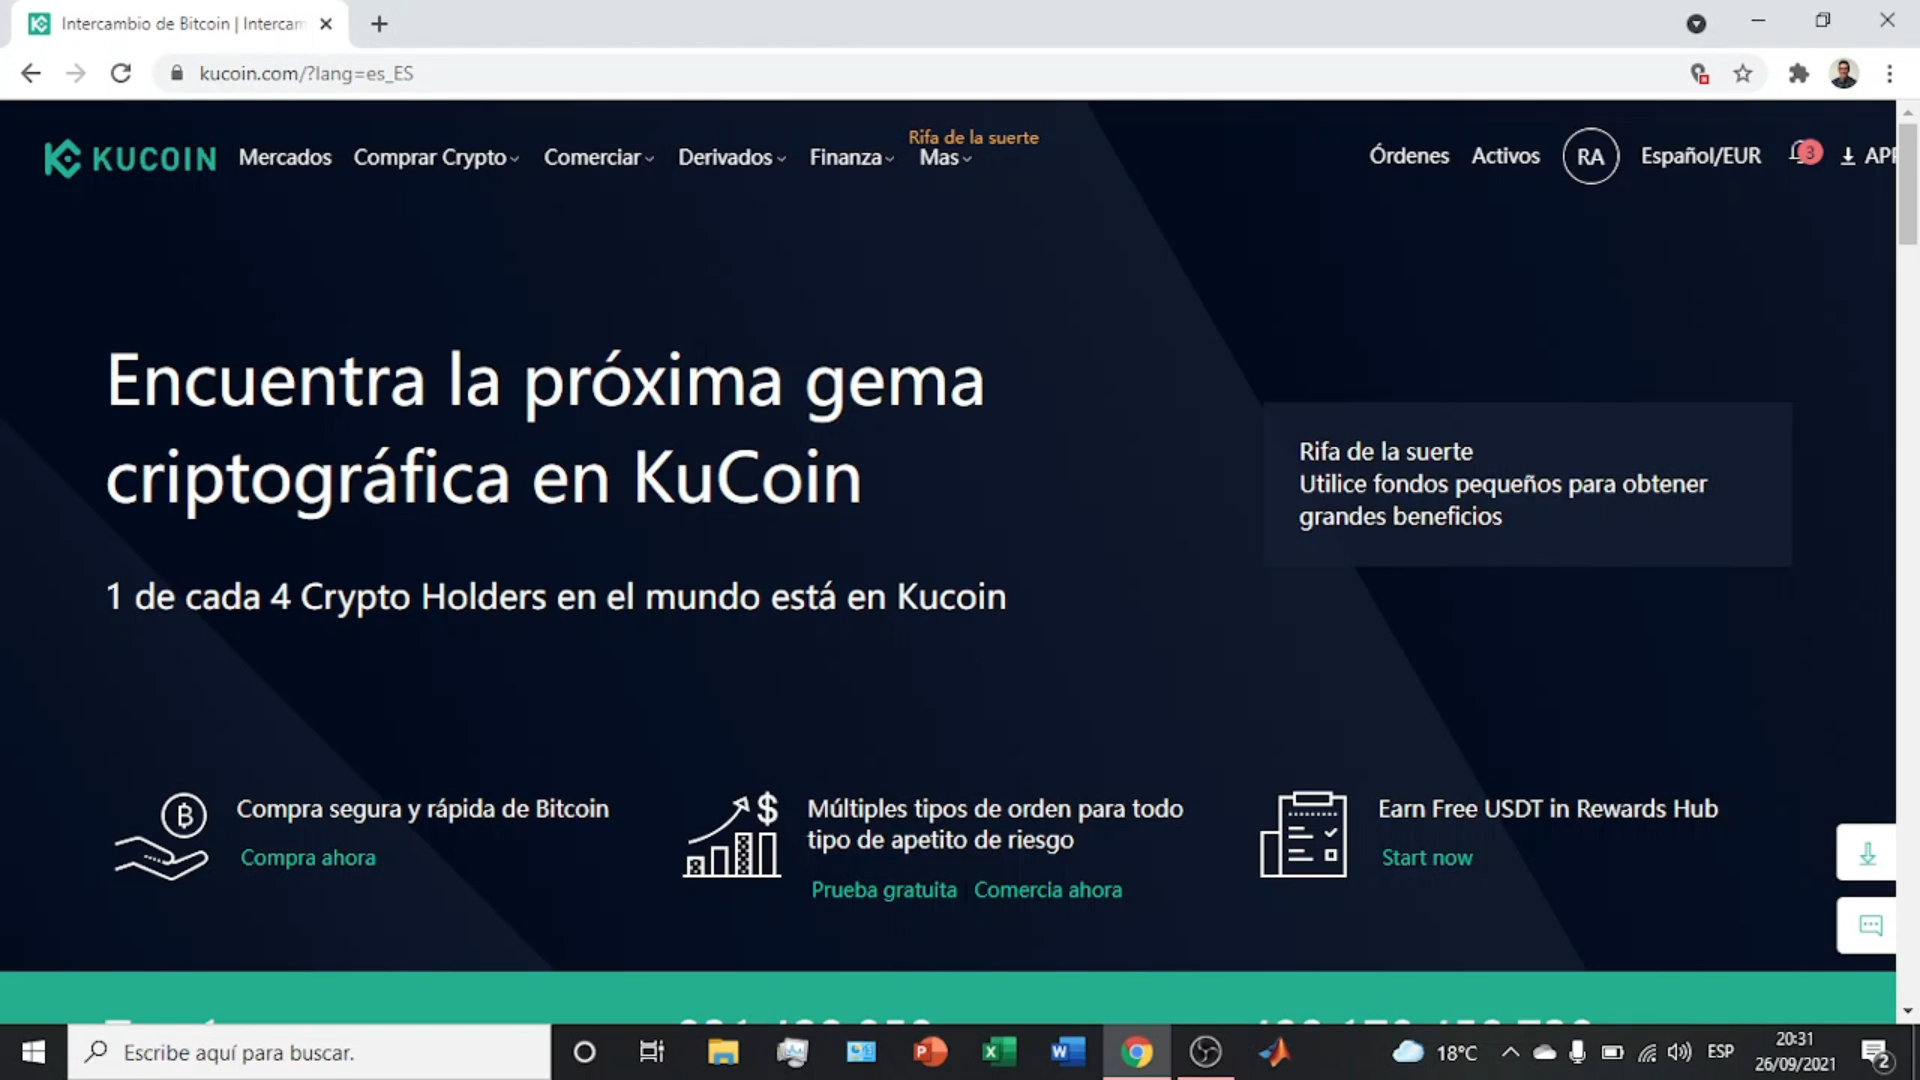 Intercambio de Bitcoin | Intercam
kucoin.com/?lang=es_ES
KUCOIN
Mercados
Comprar Crypto
Comerciar
Derivados
Finanza
Rifa de la suerte
Mas
Órdenes
Activos
RA
Español/EUR
3
APP
Encuentra la próxima gema
criptográfica en KuCoin
1 de cada 4 Crypto Holders en el mundo está en Kucoin
Rifa de la suerte
Utilice fondos pequeños para obtener
grandes beneficios
Compra segura y rápida de Bitcoin
Compra ahora
Múltiples tipos de orden para todo
tipo de apetito de riesgo
Prueba gratuita
Comercia ahora
Earn Free USDT in Rewards Hub
Start now
Escribe aquí para buscar.
18°C
ESP
20:31
26/09/2021
2